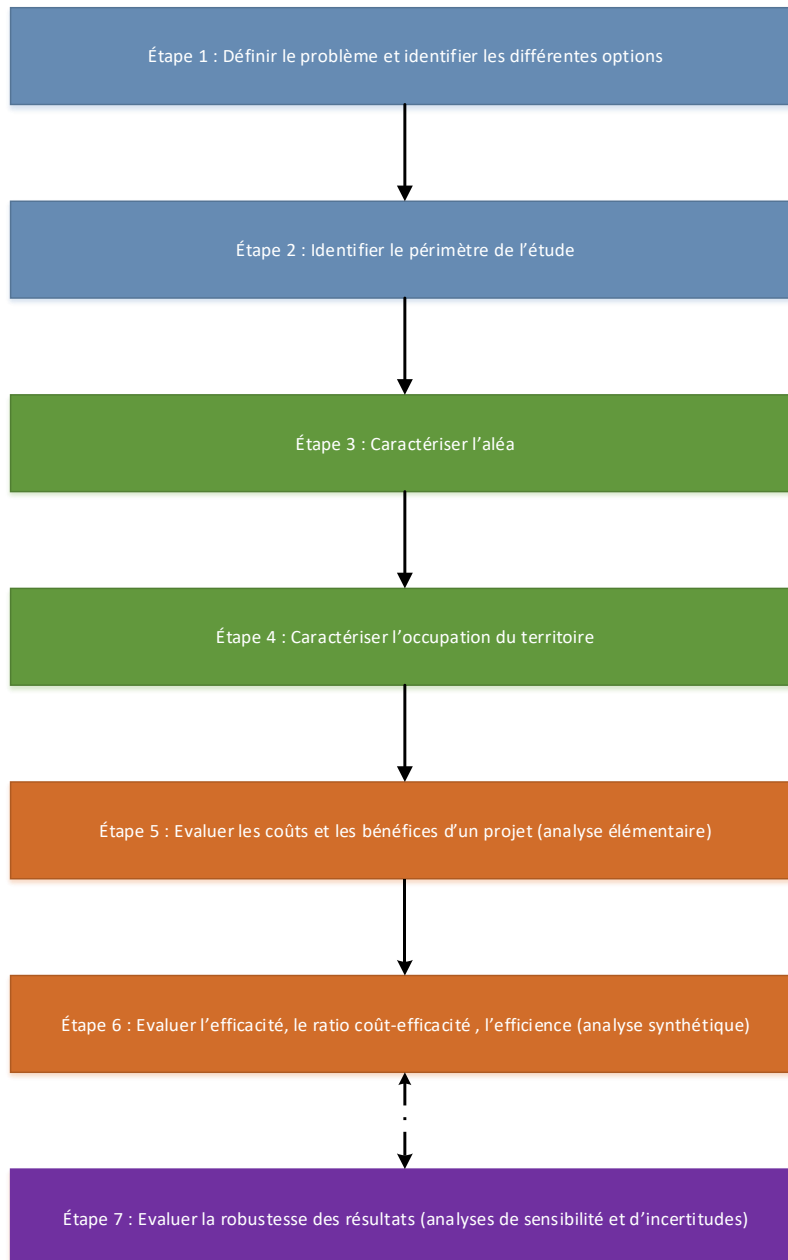 Étape 1 : Définir le problème et identifier les différentes options
Étape 2 : Identifier le périmètre de l’étude
Étape 3 : Caractériser l’aléa
Étape 4 : Caractériser l’occupation du territoire
Étape 5 : Evaluer les coûts et les bénéfices d’un projet (analyse élémentaire)
Étape 6 : Evaluer l’efficacité, le ratio coût-efficacité , l’efficience (analyse synthétique)
Étape 7 : Evaluer la robustesse des résultats (analyses de sensibilité et d’incertitudes)